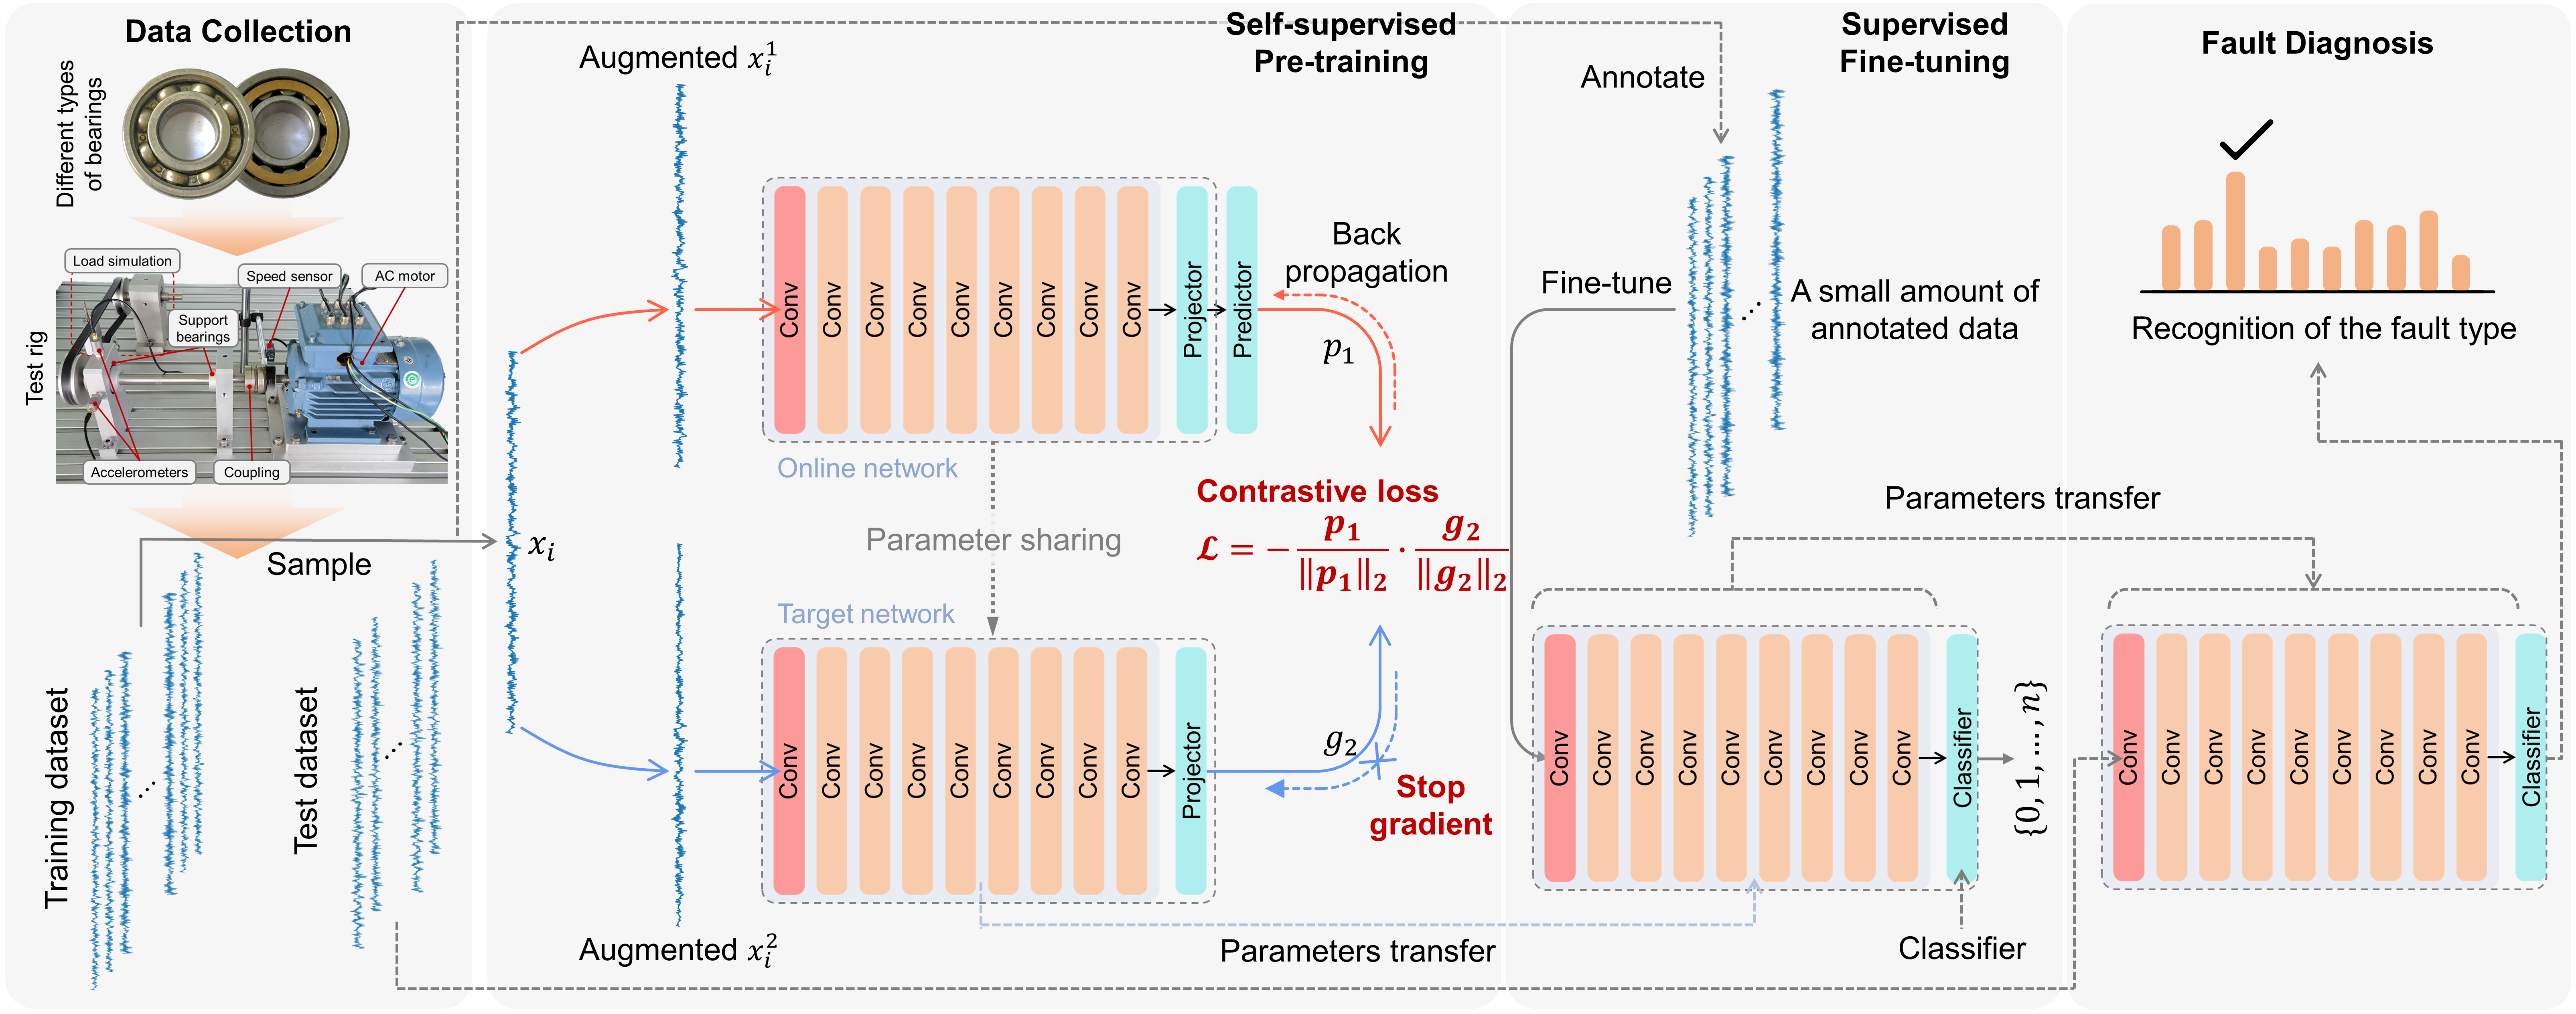 Data Collection
Different types
of bearings
Load simulation
Speed sensor
AC motor
Support
bearings
Test rig
Accelerometers
Coupling
Sample
Training dataset
Test dataset
Self-supervised
Pre-training
Augmented $x_i^1$
$x_i$
Conv
Conv
Conv
Conv
Conv
Conv
Conv
Conv
Conv
Projector
Predictor
Back
propagation
$p_1$
Online network
Parameter sharing
Contrastive loss
$\mathcal{L} = -\frac{p_1}{\|p_1\|_2} \cdot \frac{g_2}{\|g_2\|_2}$
Target network
Conv
Conv
Conv
Conv
Conv
Conv
Conv
Conv
Conv
Projector
$g_2$
Stop
gradient
Augmented $x_i^2$
Parameters transfer
Supervised
Fine-tuning
Annotate
Fine-tune
A small amount of
annotated data
Parameters transfer
Conv
Conv
Conv
Conv
Conv
Conv
Conv
Conv
Conv
Classifier
{0, 1, ..., n}
Classifier
Fault Diagnosis
Recognition of the fault type
Conv
Conv
Conv
Conv
Conv
Conv
Conv
Conv
Conv
Classifier